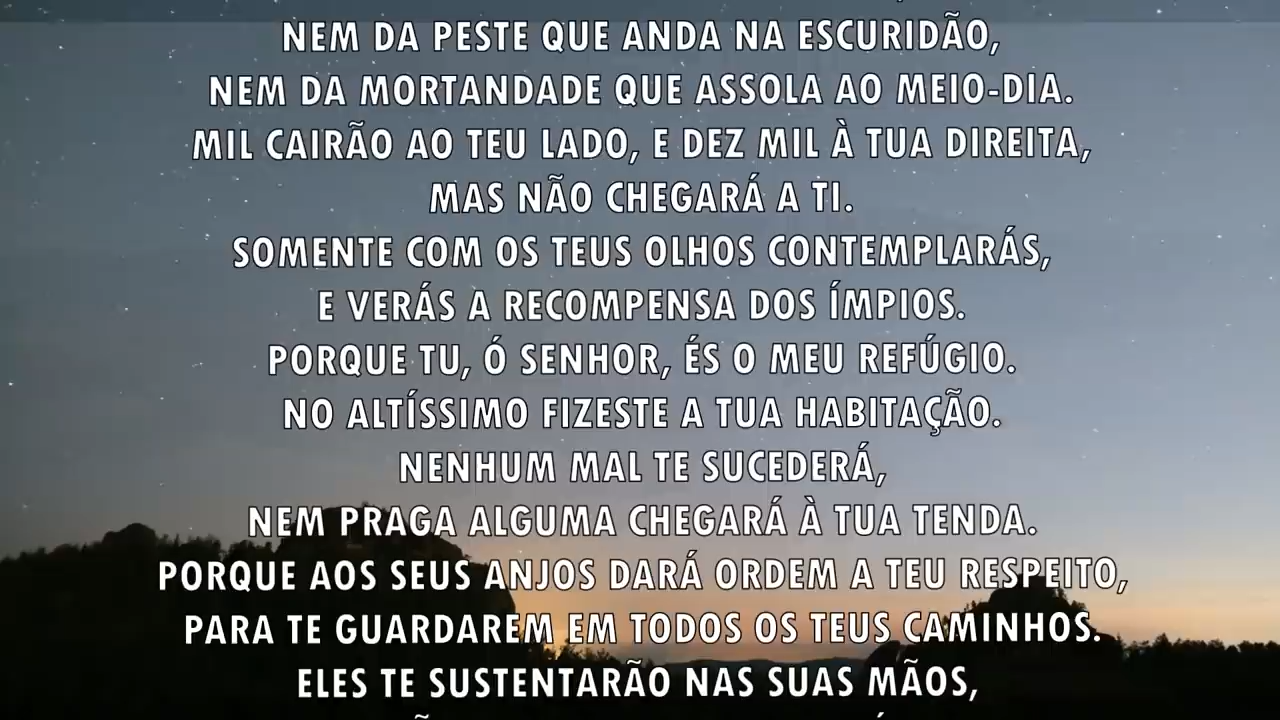 NEM DA PESTE QUE ANDA NA ESCURIDÃO,
NEM DA MORTANDADE QUE ASSOLA AO MEIO-DIA.
MIL CAIRÃO AO TEU LADO, E DEZ MIL À TUA DIREITA,
MAS NÃO CHEGARÁ A TI.
SOMENTE COM OS TEUS OLHOS CONTEMPLARÁS,
E VERÁS A RECOMPENSA DOS ÍMPIOS.
PORQUE TU, Ó SENHOR, ÉS O MEU REFÚGIO.
NO ALTÍSSIMO FIZESTE A TUA HABITAÇÃO.
NENHUM MAL TE SUCEDERÁ,
NEM PRAGA ALGUMA CHEGARÁ À TUA TENDA.
PORQUE AOS SEUS ANJOS DARÁ ORDEM A TEU RESPEITO,
PARA TE GUARDAREM EM TODOS OS TEUS CAMINHOS.
ELES TE SUSTENTARÃO NAS SUAS MÃOS,